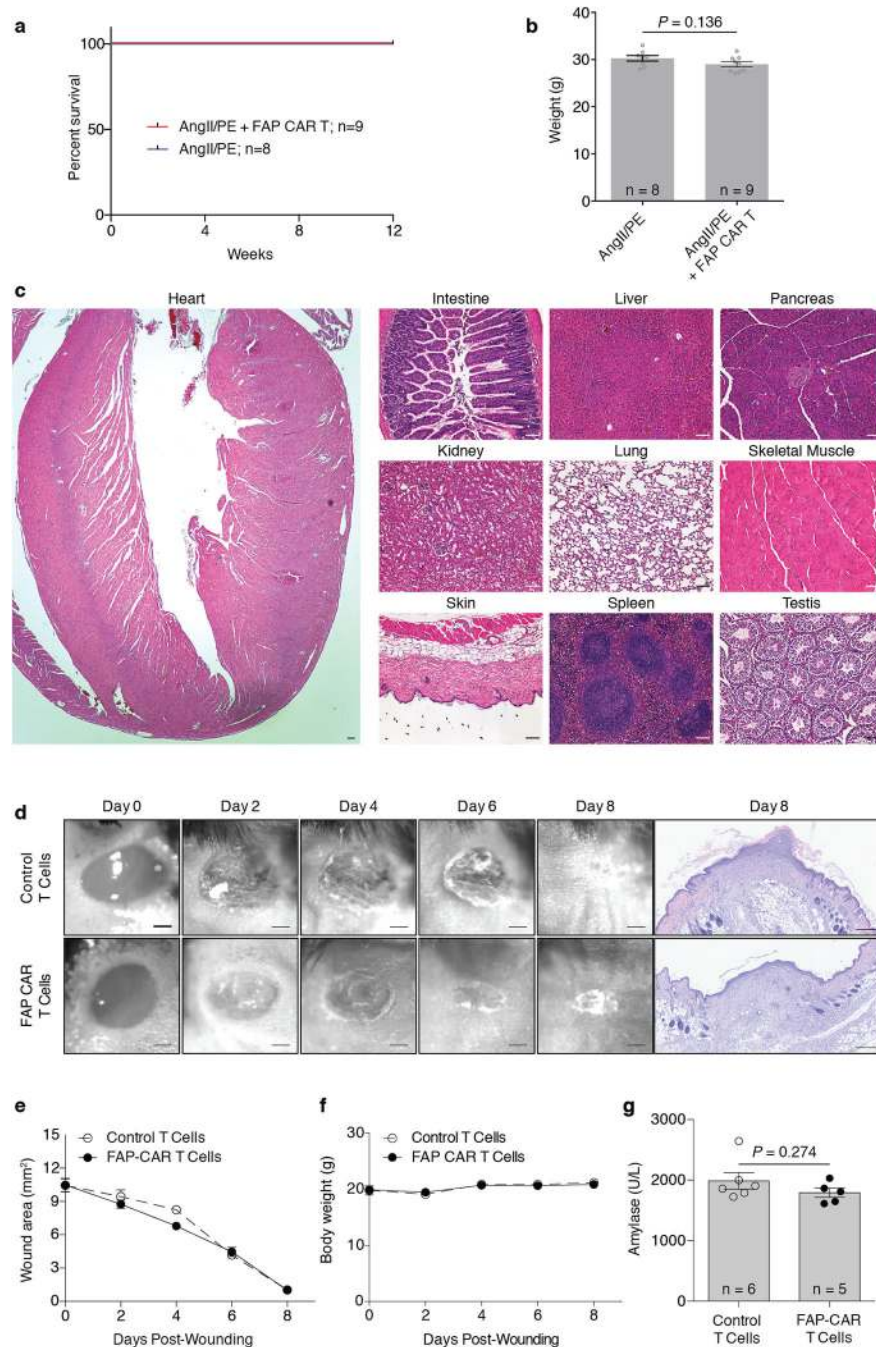 a
100
50
0
Percent survival
AngII/PE + FAP CAR T; n=9
AngII/PE; n=8
0
4
8
12
Weeks
b
P = 0.136
40
30
20
10
0
Weight (g)
n = 8
n = 9
AngII/PE
AngII/PE
+ FAP CAR T
c
Heart
Intestine
Liver
Pancreas
Kidney
Lung
Skeletal Muscle
Skin
Spleen
Testis
d
Day 0
Day 2
Day 4
Day 6
Day 8
Day 8
Control
T Cells
FAP CAR
T Cells
e
Control T Cells
FAP-CAR T Cells
15
12
9
6
3
0
Wound area (mm²)
0
2
4
6
8
Days Post-Wounding
f
Control T Cells
FAP CAR T Cells
30
20
10
0
Body weight (g)
0
2
4
6
8
Days Post-Wounding
g
P = 0.274
3000
2000
1000
0
Amylase (U/L)
n = 6
n = 5
Control
T Cells
FAP-CAR
T Cells